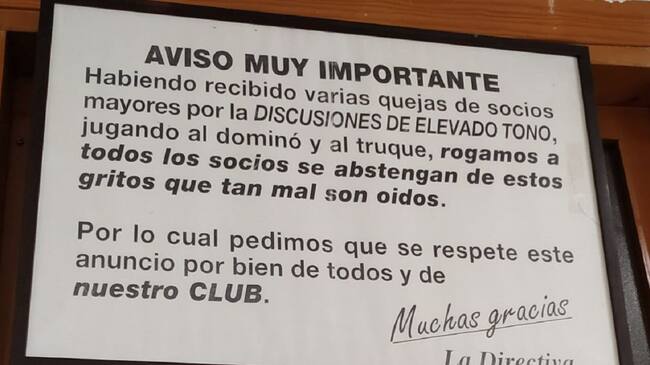 AVISO MUY IMPORTANTE
Habiendo recibido varias quejas de socios
mayores por la DISCUSIONES DE ELEVADO TONO,
jugando al dominó y al truque, rogamos a
todos los socios se abstengan de estos
gritos que tan mal son oidos.
Por lo cual pedimos que se respete este
anuncio por bien de todos y de
nuestro CLUB.
Muchas gracias
La Directiva